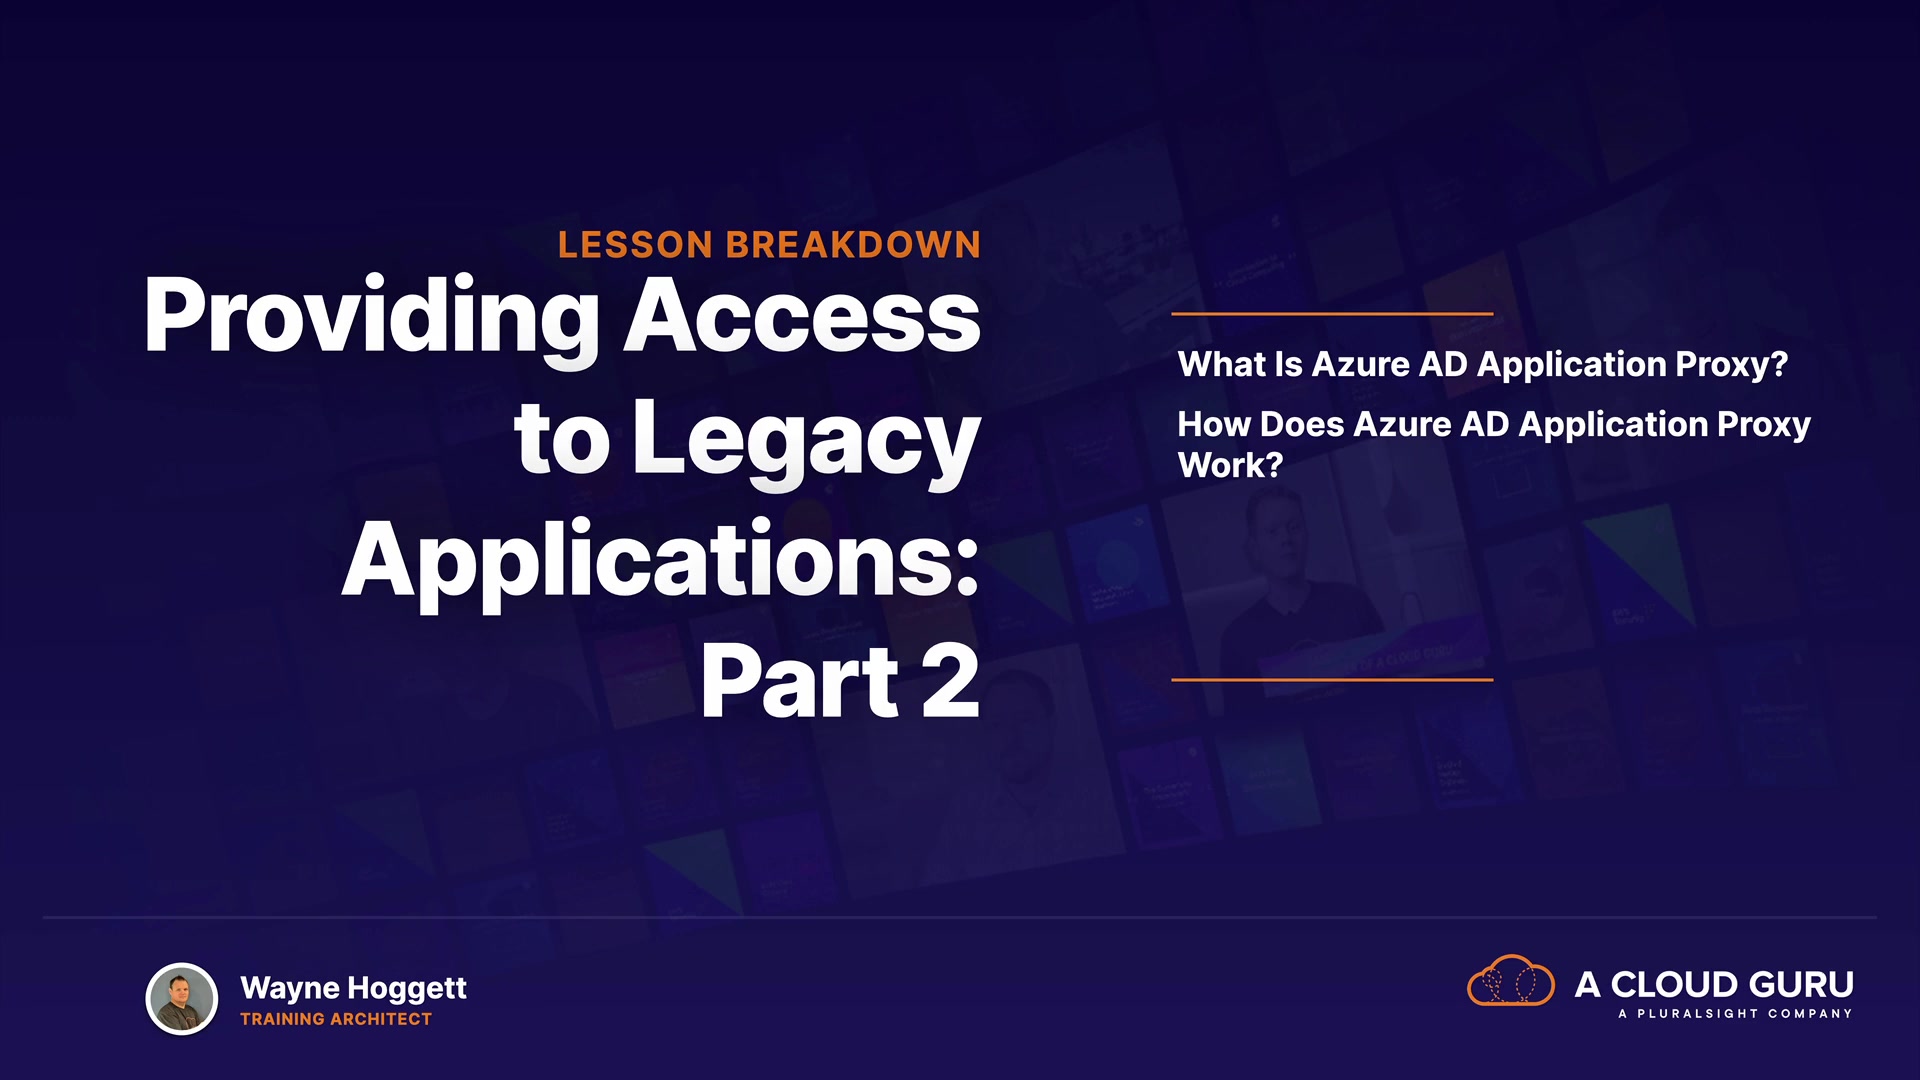 LESSON BREAKDOWN
Providing Access
to Legacy
Applications:
Part 2
What Is Azure AD Application Proxy?
How Does Azure AD Application Proxy
Work?
Wayne Hoggett
TRAINING ARCHITECT
A CLOUD GURU
A PLURALSIGHT COMPANY